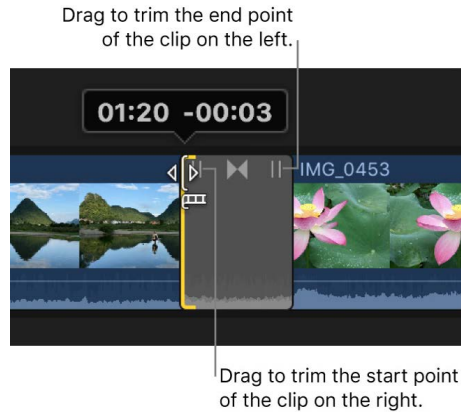 Drag to trim the end point
of the clip on the left.
01:20 -00:03
IMG_0453
Drag to trim the start point
of the clip on the right.